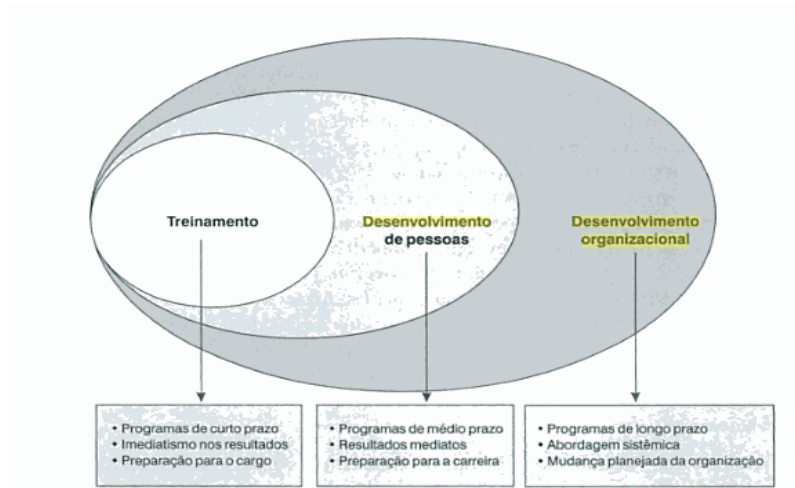 Treinamento
Desenvolvimento
de pessoas
Desenvolvimento
organizacional
• Programas de curto prazo
• Imediatismo nos resultados
• Preparação para o cargo
• Programas de médio prazo
• Resultados mediatos
• Preparação para a carreira
• Programas de longo prazo
• Abordagem sistêmica
• Mudança planejada da organização